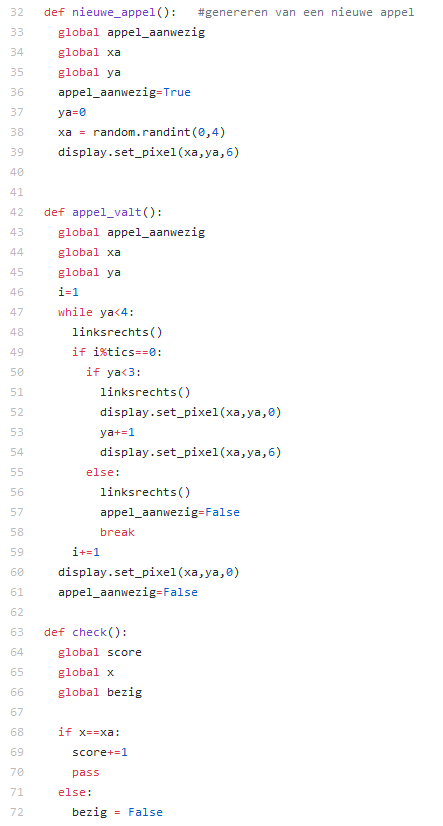 32 def nieuwe_appel():   #genereren van een nieuwe appel
33   global appel_aanwezig
34   global xa
35   global ya
36   appel_aanwezig=True
37   ya=0
38   xa = random.randint(0,4)
39   display.set_pixel(xa,ya,6)
40
41
42 def appel_valt():
43   global appel_aanwezig
44   global xa
45   global ya
46   i=1
47   while ya<4:
48     linksrechts()
49     if i%tics==0:
50       if ya<3:
51         linksrechts()
52         display.set_pixel(xa,ya,0)
53         ya+=1
54         display.set_pixel(xa,ya,6)
55       else:
56         linksrechts()
57         appel_aanwezig=False
58         break
59     i+=1
60   display.set_pixel(xa,ya,0)
61   appel_aanwezig=False
62
63 def check():
64   global score
65   global x
66   global bezig
67
68   if x==xa:
69     score+=1
70     pass
71   else:
72     bezig = False